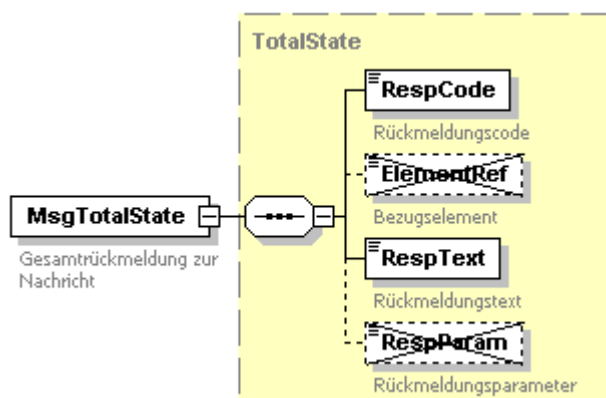 TotalState
RespCode
Rückmeldungscode
ElementRef
Bezugselement
MsgTotalState
Gesamtrückmeldung zur
Nachricht
RespText
Rückmeldungstext
RespParam
Rückmeldungsparameter